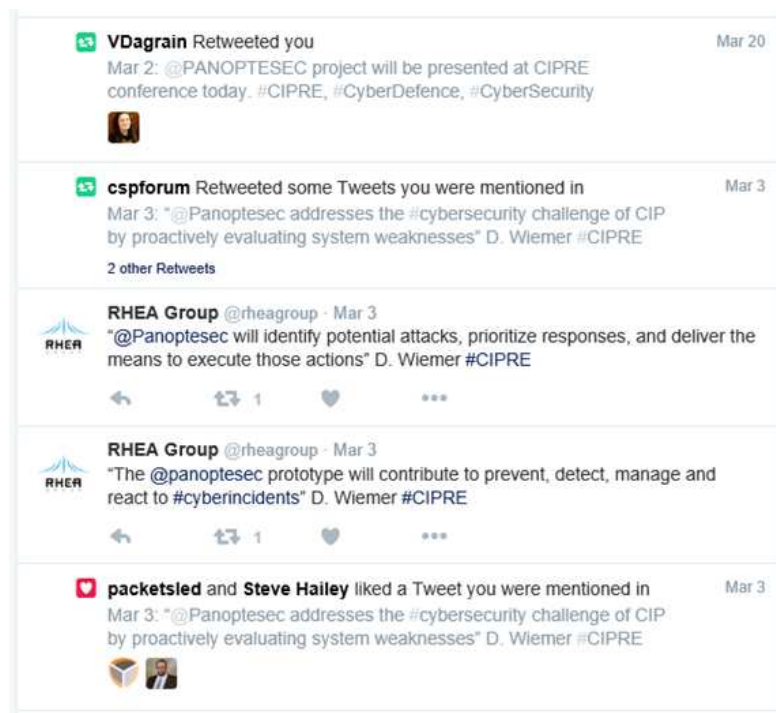 VDagrain Retweeted you Mar 20
Mar 2: @PANOPTESEC project will be presented at CIPRE
conference today. #CIPRE, #CyberDefence, #CyberSecurity
cspforum Retweeted some Tweets you were mentioned in Mar 3
Mar 3: "@Panoptesec addresses the #cybersecurity challenge of CIP
by proactively evaluating system weaknesses" D. Wiemer #CIPRE
2 other Retweets
RHEA Group @rheagroup · Mar 3
RHEA
"@Panoptesec will identify potential attacks, prioritize responses, and deliver the
means to execute those actions" D. Wiemer #CIPRE
1
RHEA Group @rheagroup · Mar 3
RHEA
"The @panoptesec prototype will contribute to prevent, detect, manage and
react to #cyberincidents" D. Wiemer #CIPRE
1
packetsled and Steve Hailey liked a Tweet you were mentioned in Mar 3
Mar 3: "@Panoptesec addresses the #cybersecurity challenge of CIP
by proactively evaluating system weaknesses" D. Wiemer #CIPRE